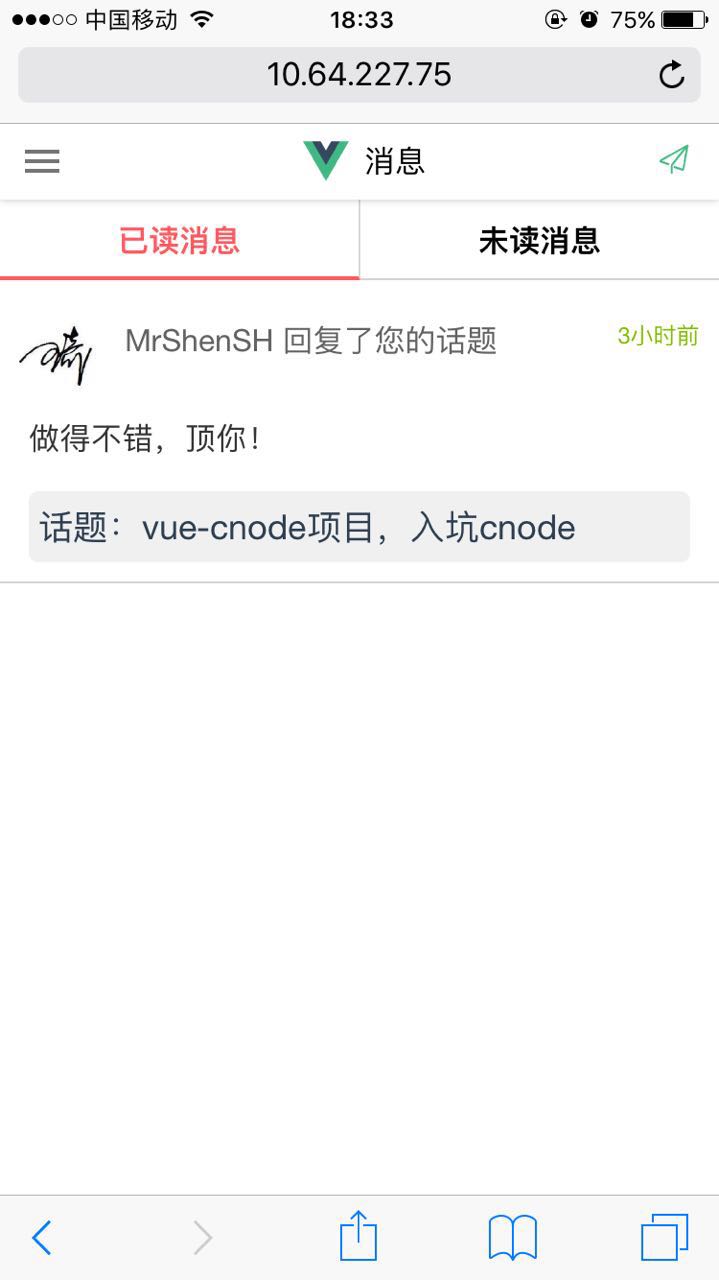 中国移动 18:33 75%
10.64.227.75
消息
已读消息 未读消息
MrShenSH 回复了您的话题 3小时前
做得不错，顶你！
话题：vue-cnode项目，入坑cnode